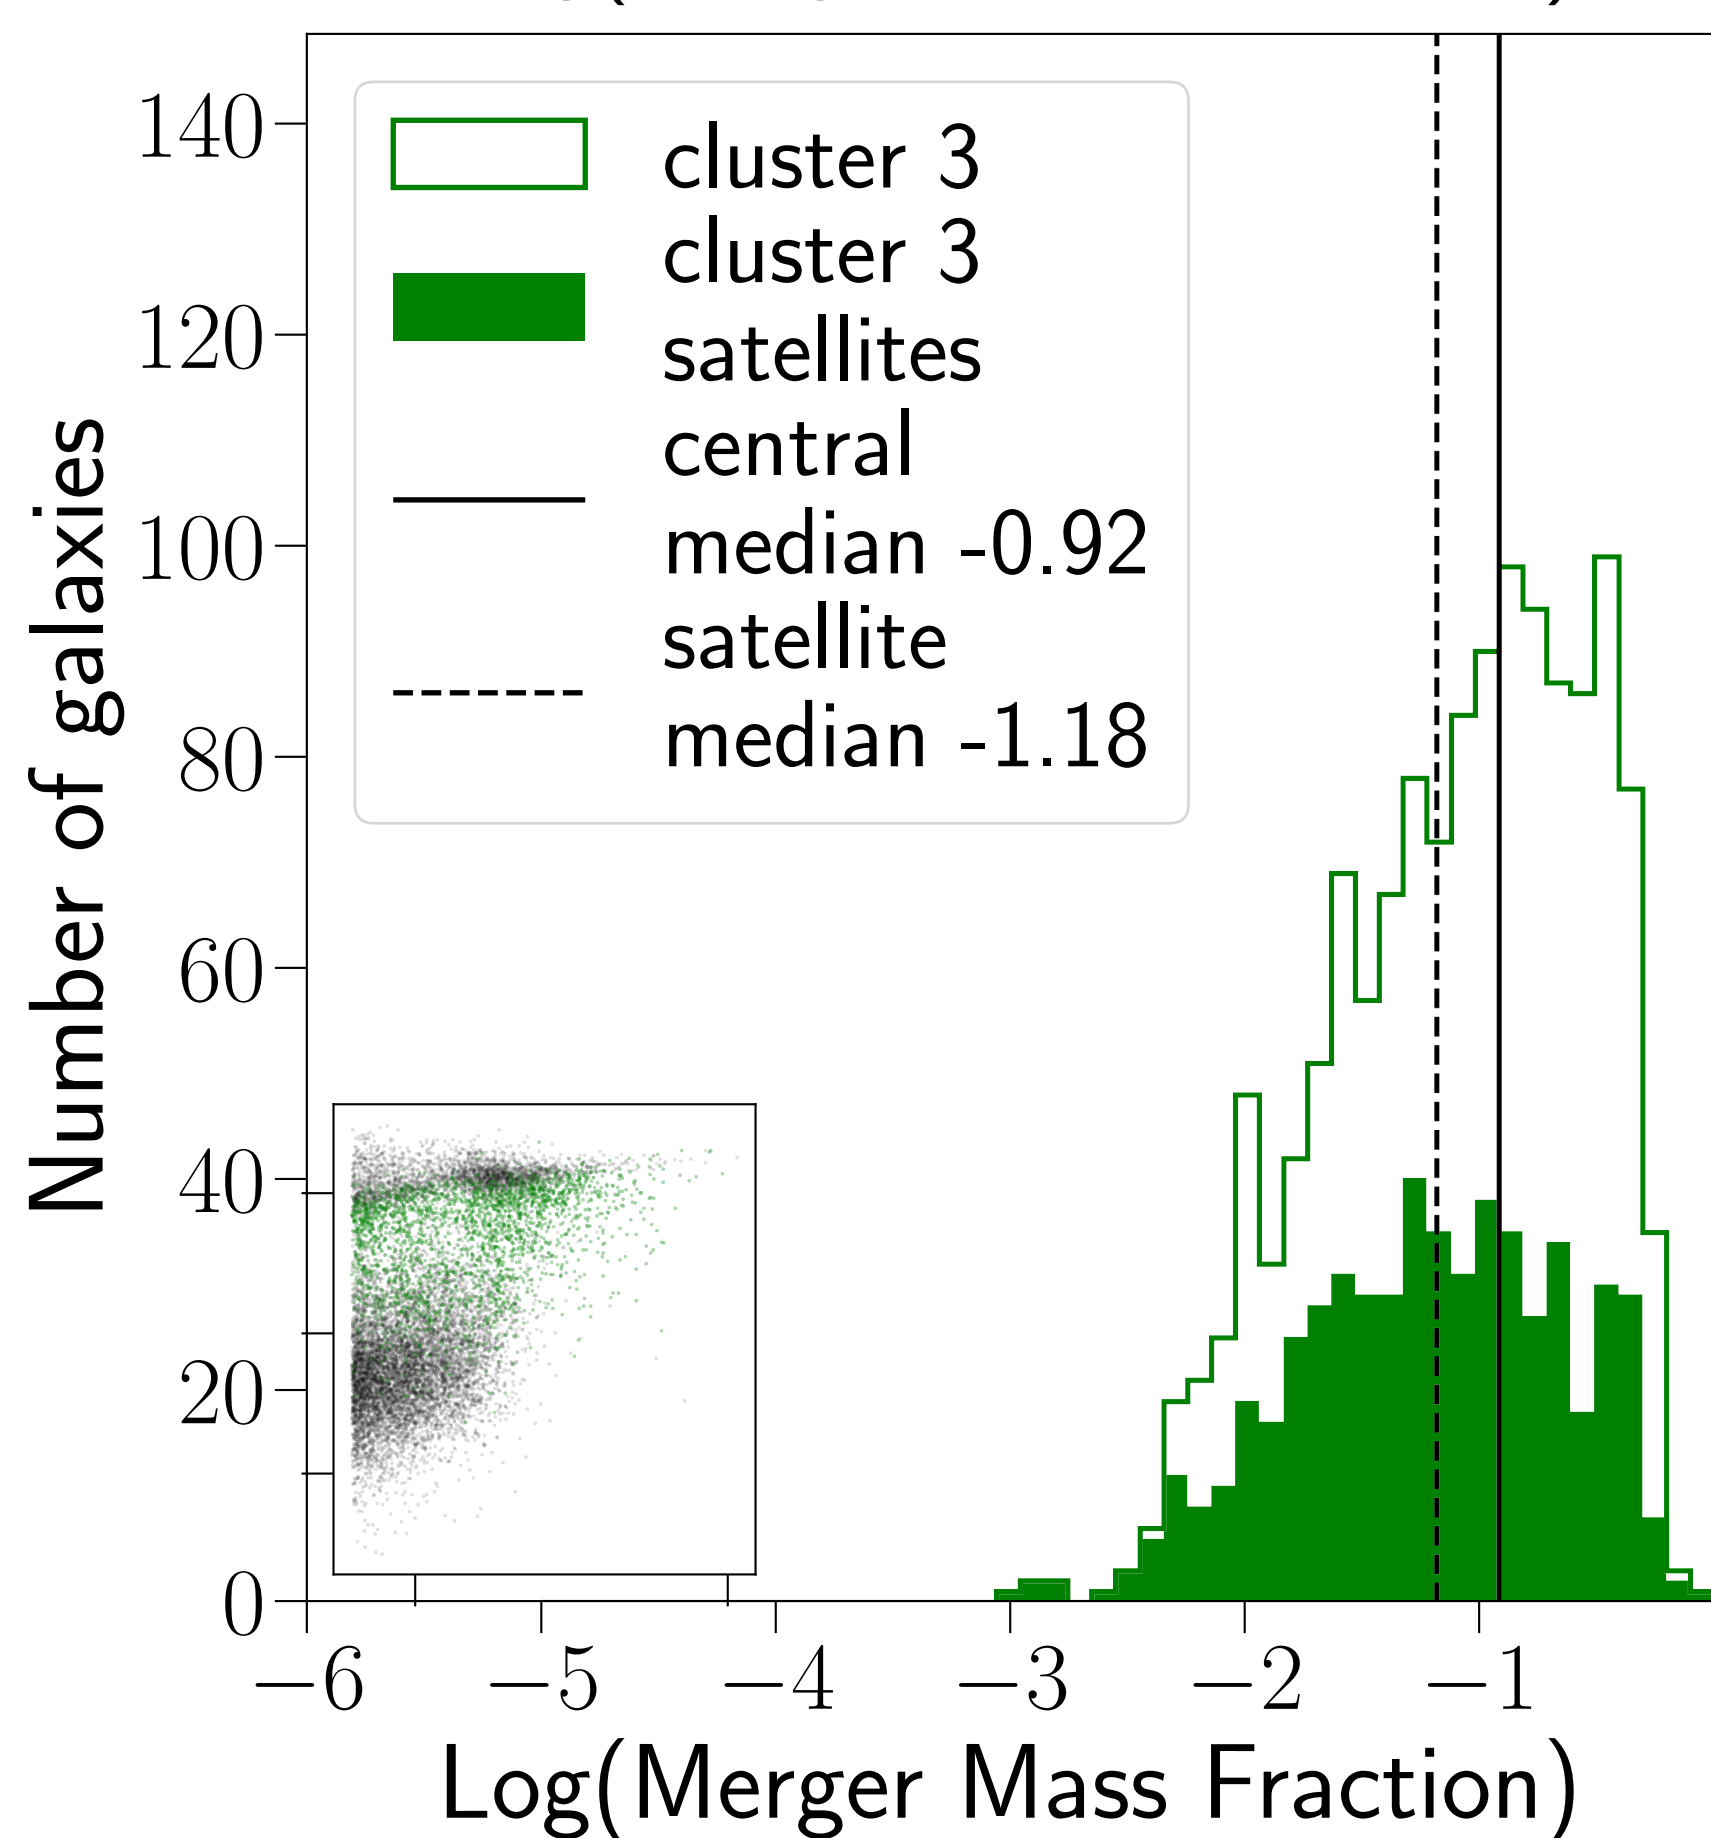 140
120
100
80
60
40
20
0
Number of galaxies
cluster 3
cluster 3
satellites
central
median -0.92
satellite
median -1.18
−6 −5 −4 −3 −2 −1
Log(Merger Mass Fraction)